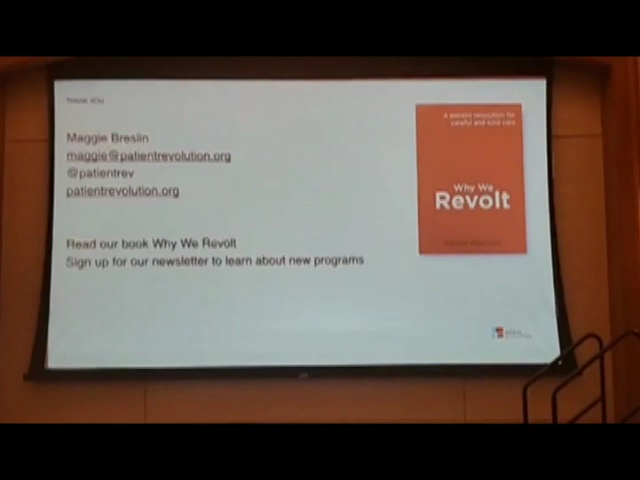 THANK YOU
Maggie Breslin
maggie@patientrevolution.org
@patientrev
patientrevolution.org
Read our book Why We Revolt
Sign up for our newsletter to learn about new programs
A patient revolution for
careful and kind care
Why We
Revolt